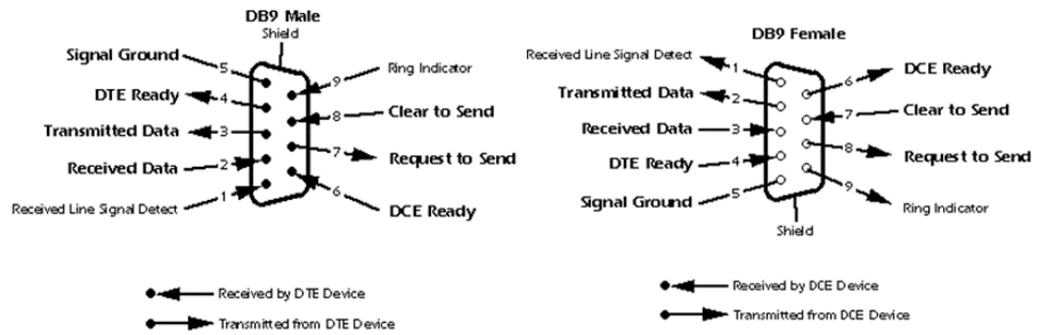 DB9 Male
Shield
Signal Ground
5
9
Ring Indicator
DTE Ready
4
8
Clear to Send
Transmitted Data
3
7
Request to Send
Received Data
2
6
DCE Ready
Received Line Signal Detect
1
Received by DTE Device
Transmitted from DTE Device
DB9 Female
Received Line Signal Detect
1
6
DCE Ready
Transmitted Data
2
7
Clear to Send
Received Data
3
8
Request to Send
DTE Ready
4
9
Ring Indicator
Signal Ground
5
Shield
Received by DCE Device
Transmitted from DCE Device